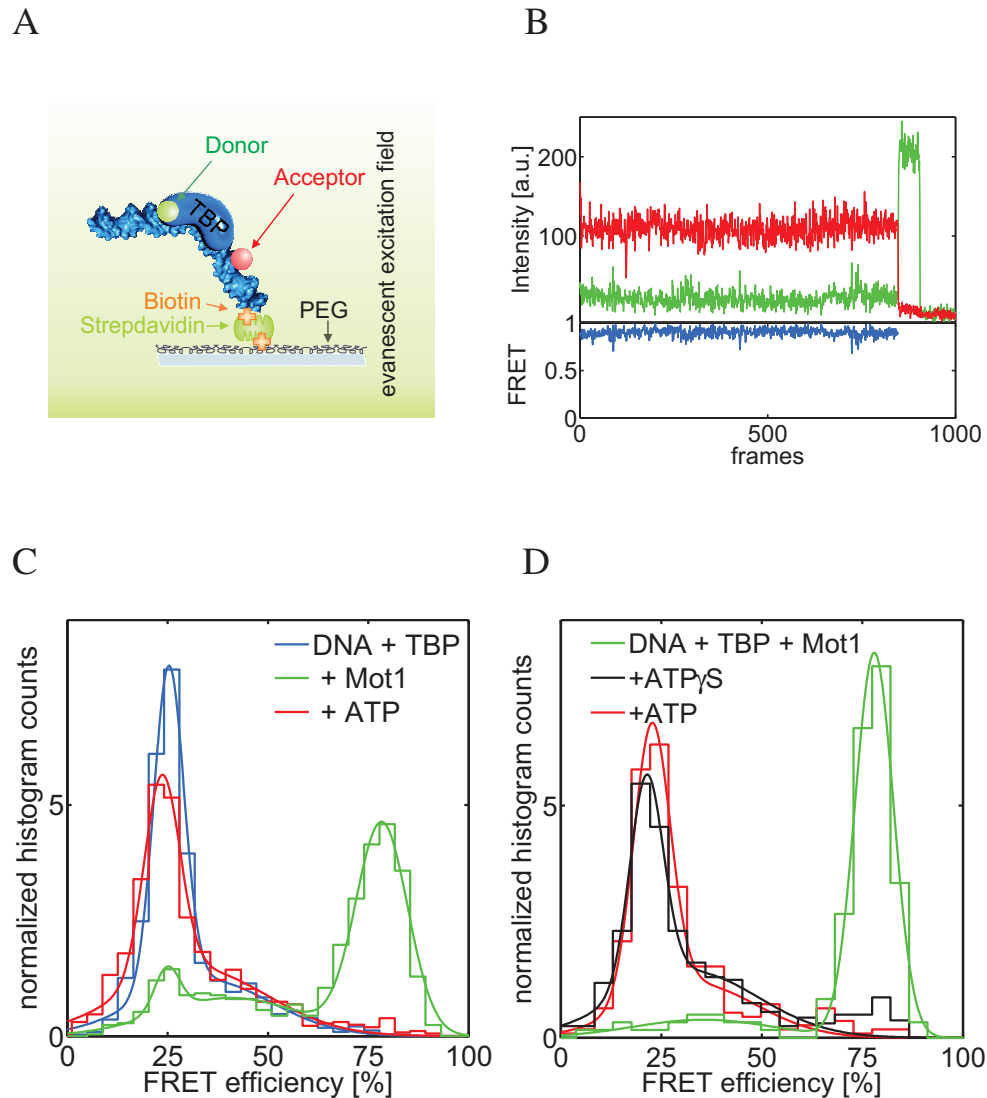 A
Donor
Acceptor
TBP
Biotin
Strepdavidin
PEG
evanescent excitation field
B
Intensity [a.u.]
200
100
1
FRET
0.5
0
0
500
1000
frames
C
DNA + TBP
+ Mot1
+ ATP
normalized histogram counts
5
0
0
25
50
75
100
FRET efficiency [%]
D
DNA + TBP + Mot1
+ATPγS
+ATP
normalized histogram counts
5
0
0
25
50
75
100
FRET efficiency [%]